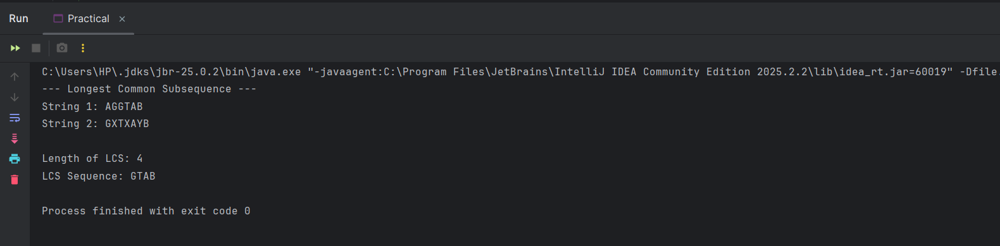 Run Practical
C:\Users\HP\.jdks\jbr-25.0.2\bin\java.exe "-javaagent:C:\Program Files\JetBrains\IntelliJ IDEA Community Edition 2025.2.2\lib\idea_rt.jar=60019" -Dfile.
--- Longest Common Subsequence ---
String 1: AGGTAB
String 2: GXTXAYB
Length of LCS: 4
LCS Sequence: GTAB
Process finished with exit code 0